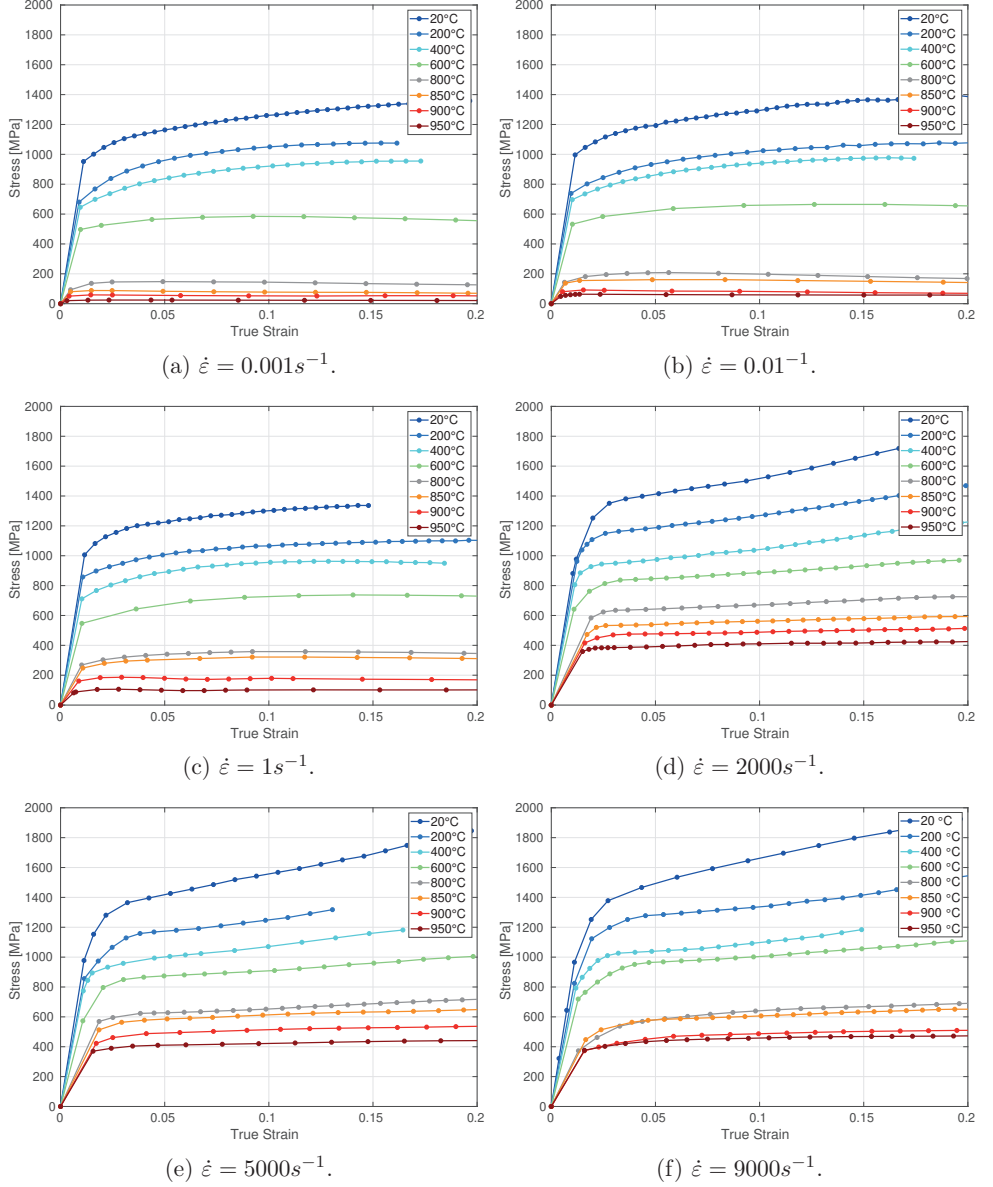 2000
1800
1600
1400
1200
1000
800
600
400
200
0
Stress [MPa]
0
0.05
0.1
0.15
0.2
True Strain
20°C
200°C
400°C
600°C
800°C
850°C
900°C
950°C
(a) ε̇ = 0.001s⁻¹.
2000
1800
1600
1400
1200
1000
800
600
400
200
0
Stress [MPa]
0
0.05
0.1
0.15
0.2
True Strain
20°C
200°C
400°C
600°C
800°C
850°C
900°C
950°C
(b) ε̇ = 0.01⁻¹.
2000
1800
1600
1400
1200
1000
800
600
400
200
0
Stress [MPa]
0
0.05
0.1
0.15
0.2
True Strain
20°C
200°C
400°C
600°C
800°C
850°C
900°C
950°C
(c) ε̇ = 1s⁻¹.
2000
1800
1600
1400
1200
1000
800
600
400
200
0
Stress [MPa]
0
0.05
0.1
0.15
0.2
True Strain
20°C
200°C
400°C
600°C
800°C
850°C
900°C
950°C
(d) ε̇ = 2000s⁻¹.
2000
1800
1600
1400
1200
1000
800
600
400
200
0
Stress [MPa]
0
0.05
0.1
0.15
0.2
True Strain
20°C
200°C
400°C
600°C
800°C
850°C
900°C
950°C
(e) ε̇ = 5000s⁻¹.
2000
1800
1600
1400
1200
1000
800
600
400
200
0
Stress [MPa]
0
0.05
0.1
0.15
0.2
True Strain
20 °C
200 °C
400 °C
600 °C
800 °C
850 °C
900 °C
950 °C
(f) ε̇ = 9000s⁻¹.